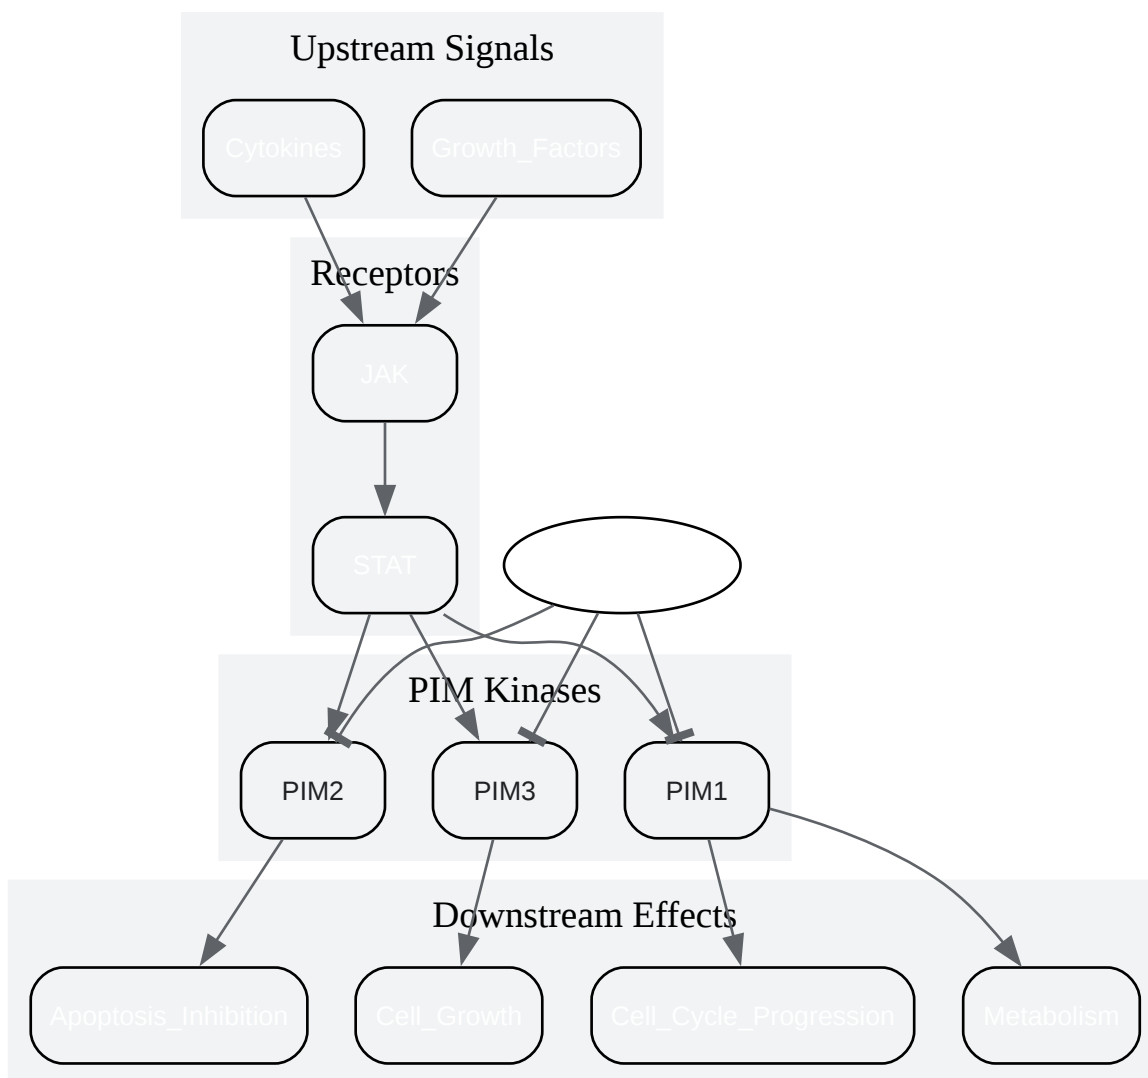 Upstream Signals
Cytokines
Growth_Factors
Receptors
JAK
STAT
PIM Kinases
PIM2
PIM3
PIM1
Downstream Effects
Apoptosis_Inhibition
Cell_Growth
Cell_Cycle_Progression
Metabolism